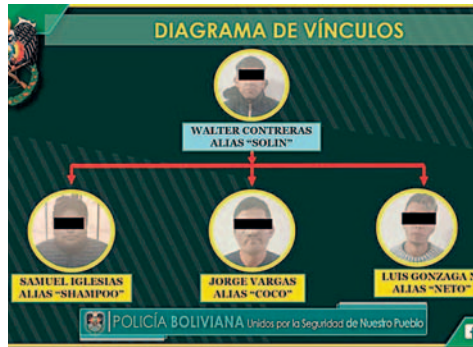 DIAGRAMA DE VÍNCULOS
WALTER CONTRERAS
ALIAS “SOLIN”
SAMUEL IGLESIAS
ALIAS “SHAMPOO”
JORGE VARGAS
ALIAS “COCO”
LUIS GONZAGA
ALIAS “NETO”
POLICÍA BOLIVIANA Unidos por la Seguridad de Nuestro Pueblo